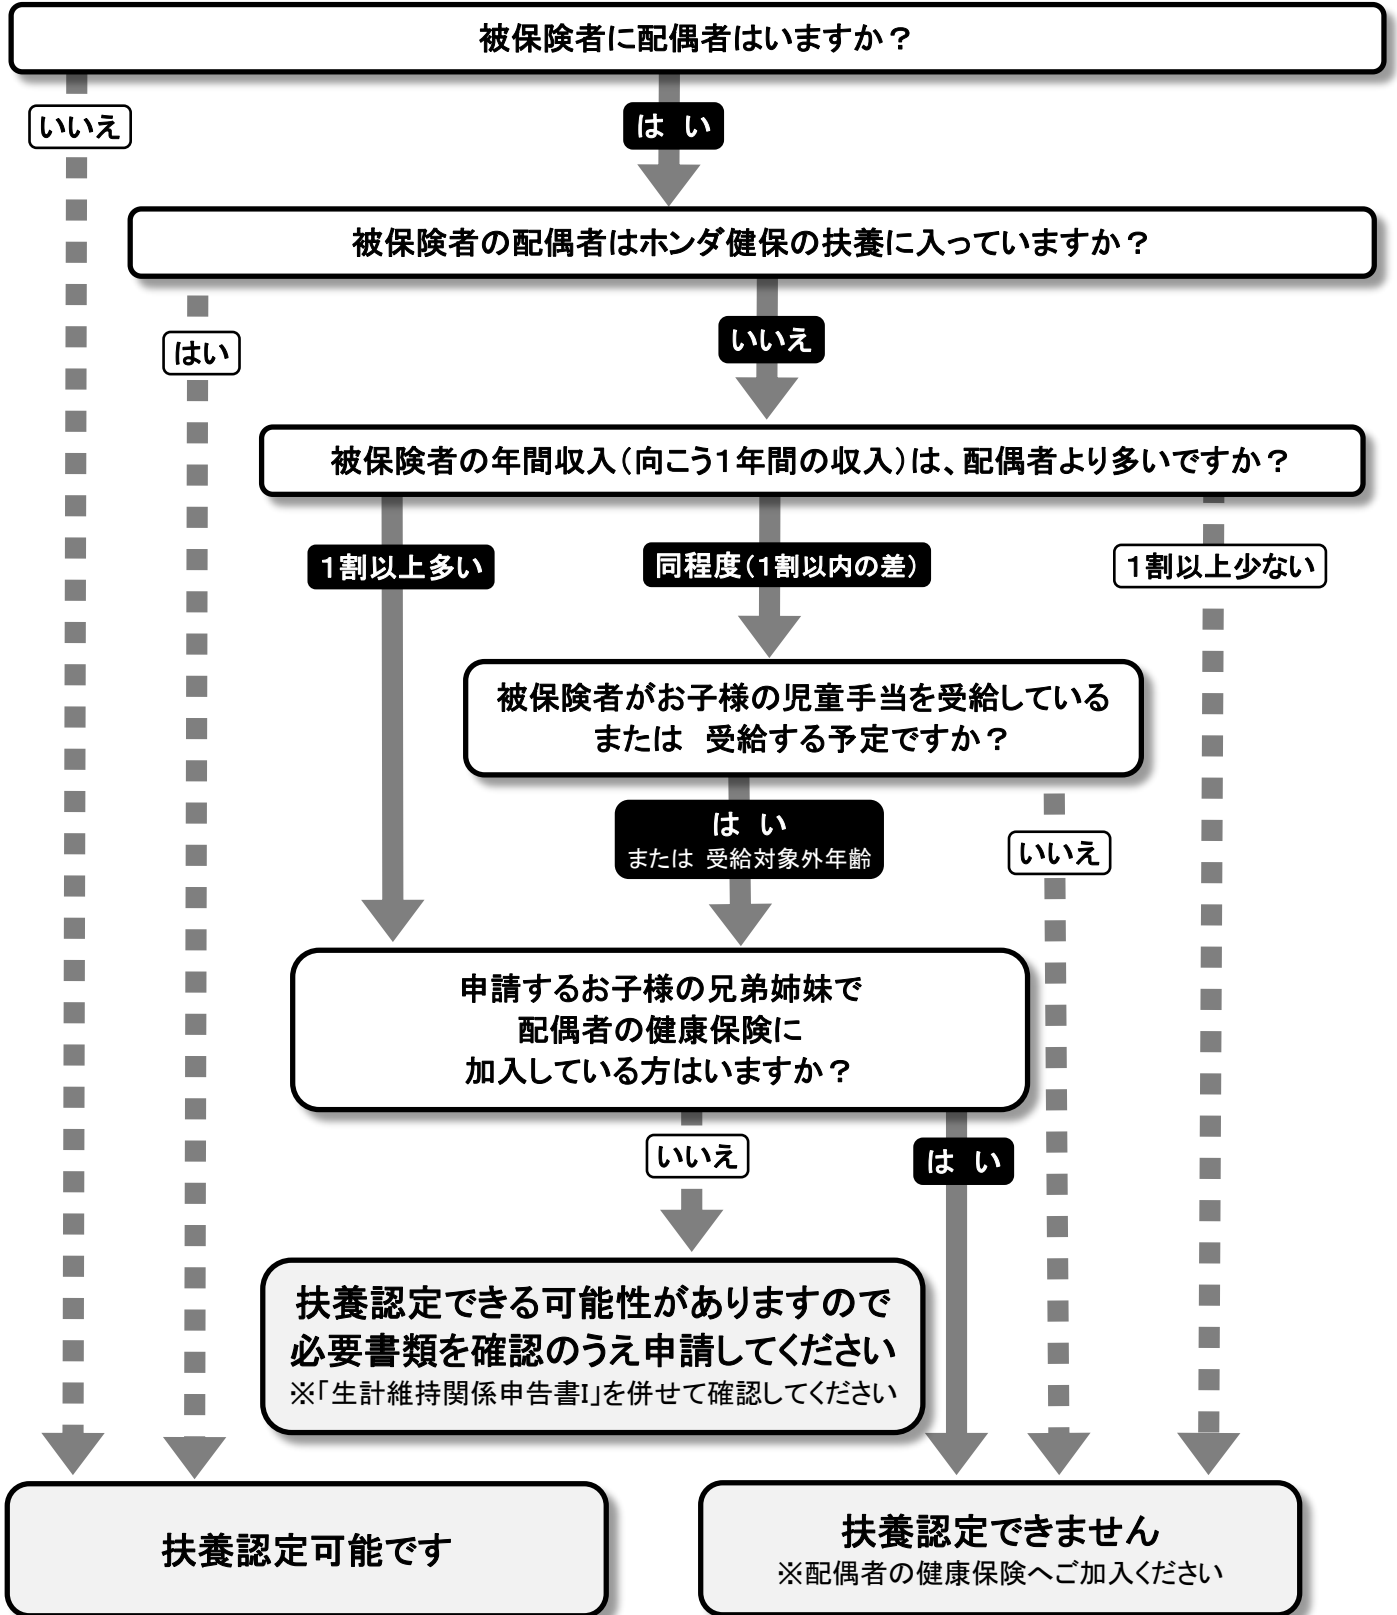 被保険者に配偶者はいますか？
いいえ
は い
被保険者の配偶者はホンダ健保の扶養に入っていますか？
はい
いいえ
被保険者の年間収入（向こう１年間の収入）は、配偶者より多いですか？
１割以上多い
同程度（１割以内の差）
１割以上少ない
被保険者がお子様の児童手当を受給している
または 受給する予定ですか？
は い
または 受給対象外年齢
いいえ
申請するお子様の兄弟姉妹で
配偶者の健康保険に
加入している方はいますか？
いいえ
は い
扶養認定できる可能性がありますので
必要書類を確認のうえ申請してください
※「生計維持関係申告書Ⅰ」を併せて確認してください
扶養認定可能です
扶養認定できません
※配偶者の健康保険へご加入ください